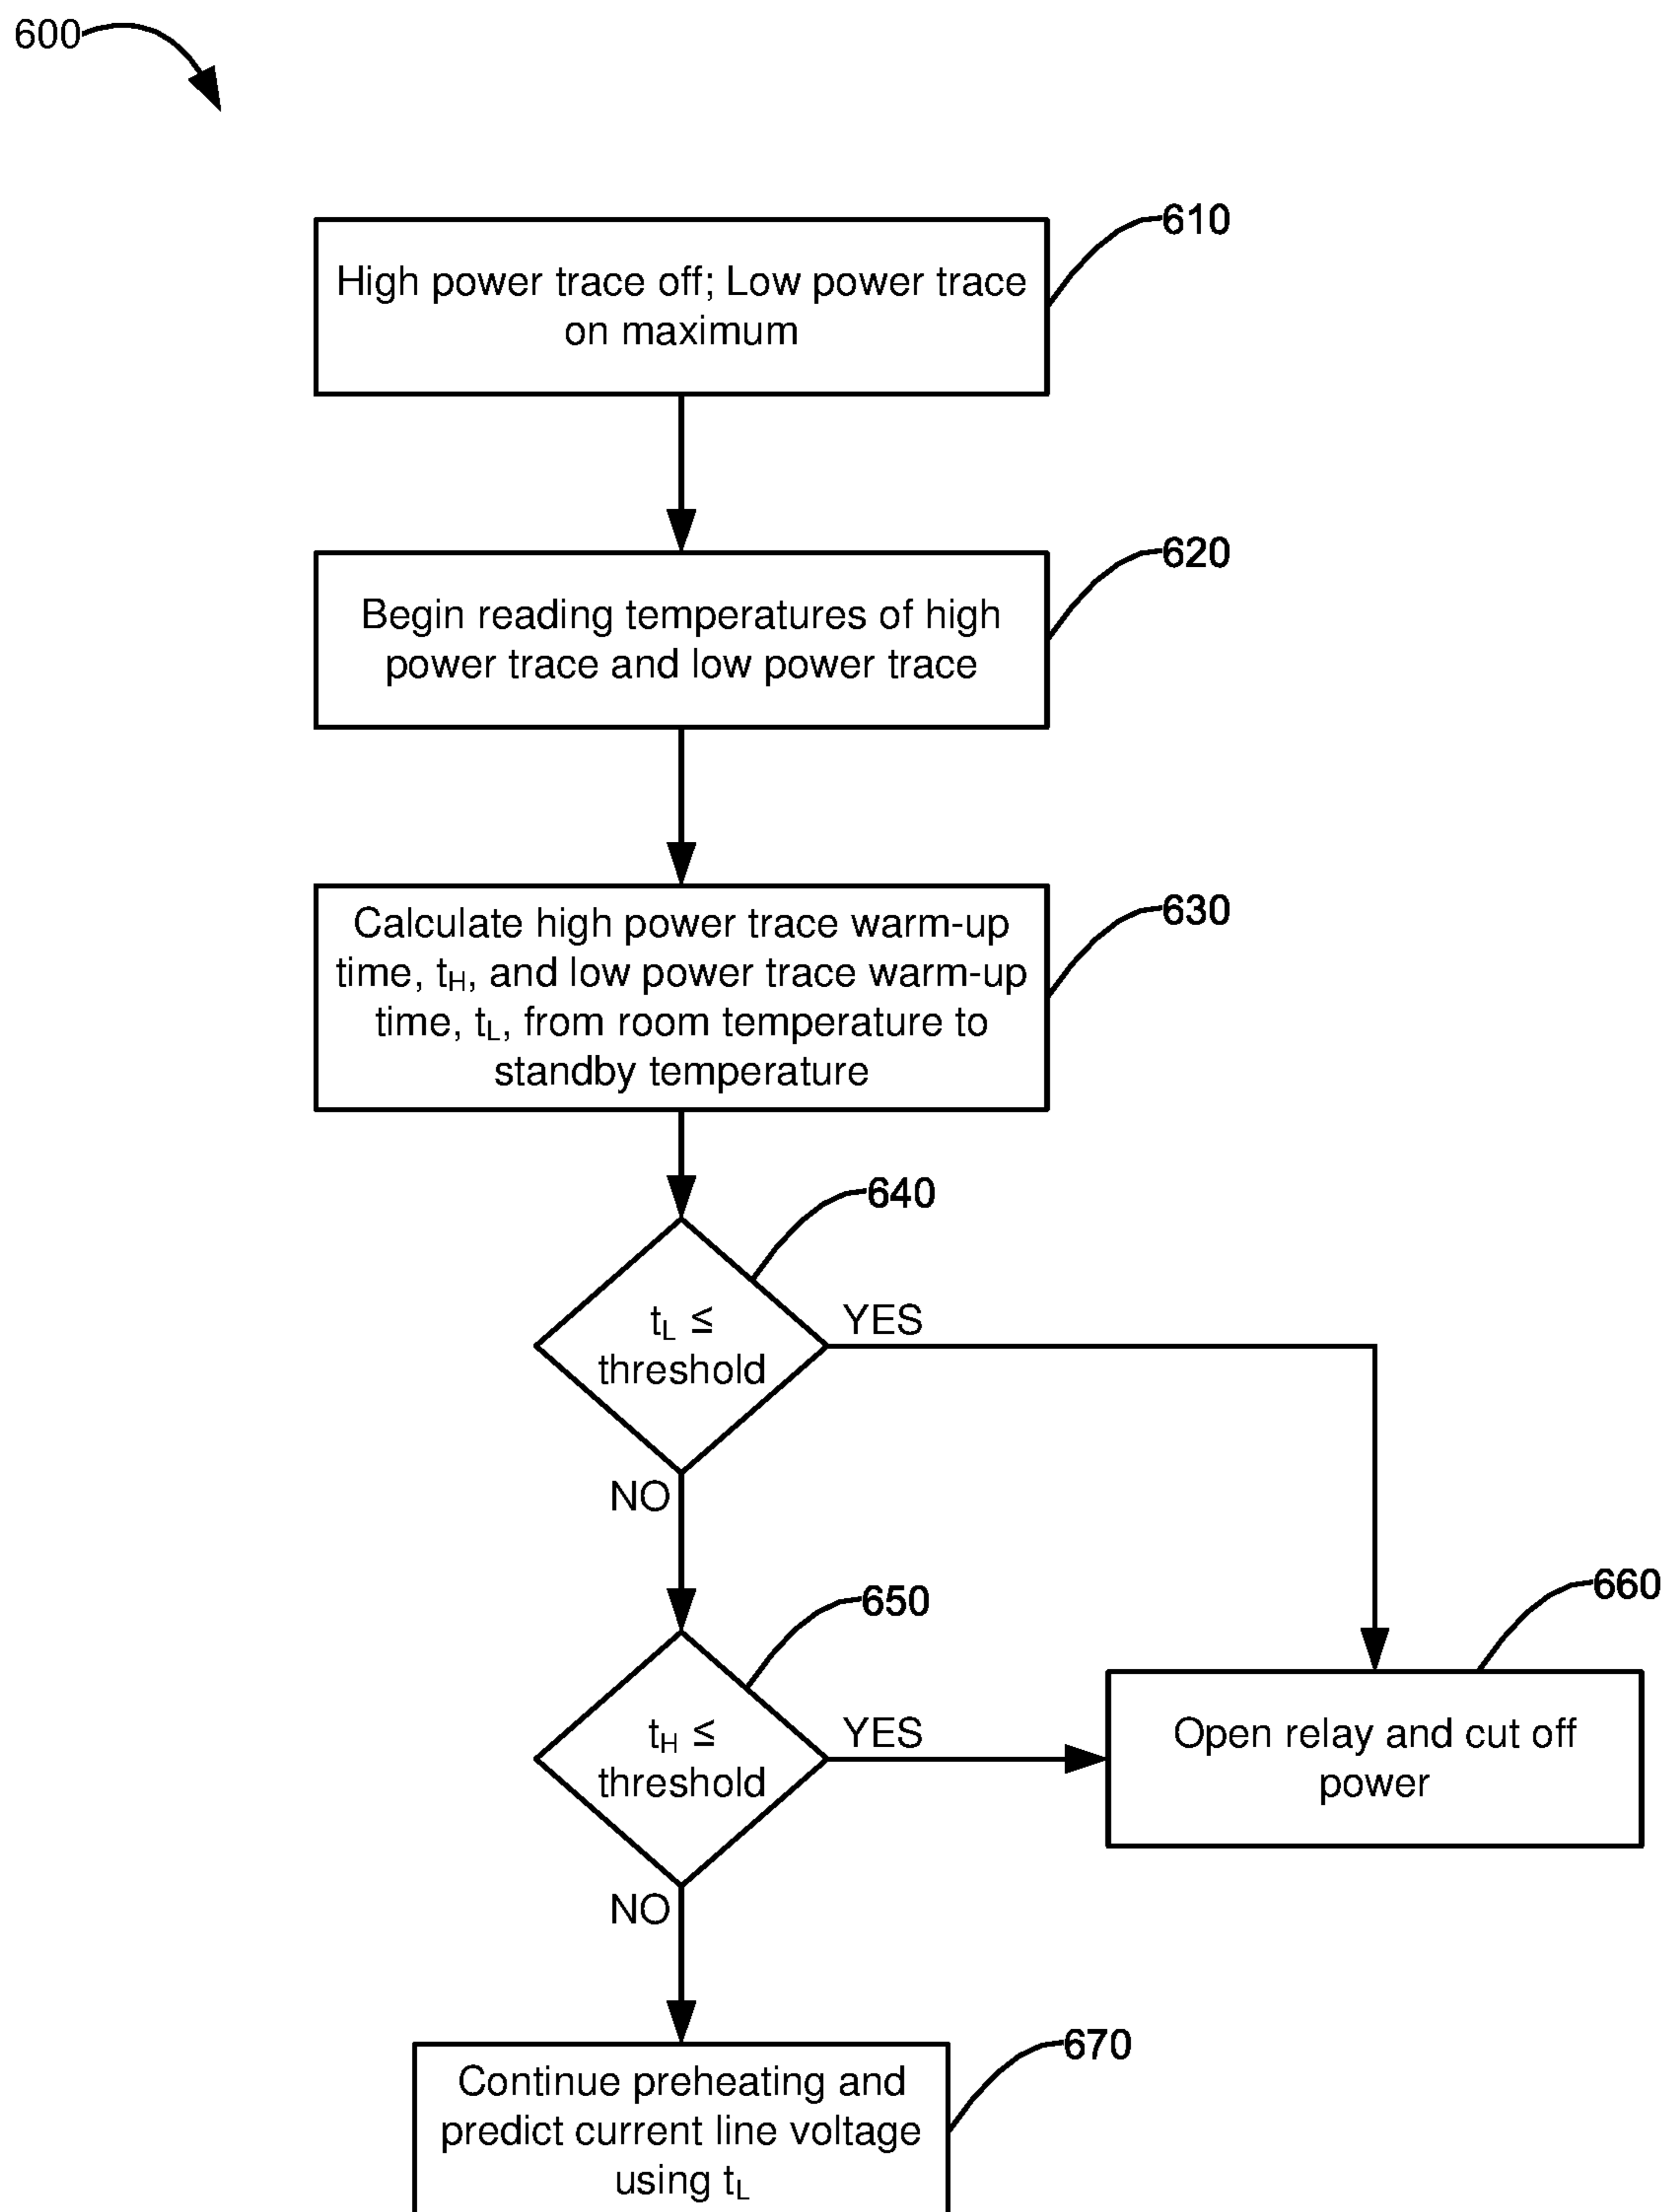 600
610
High power trace off; Low power trace
on maximum
620
Begin reading temperatures of high
power trace and low power trace
630
Calculate high power trace warm-up
time, tH, and low power trace warm-up
time, tL, from room temperature to
standby temperature
640
tL ≤
threshold
YES
NO
650
660
tH ≤
threshold
YES
Open relay and cut off
power
NO
670
Continue preheating and
predict current line voltage
using tL